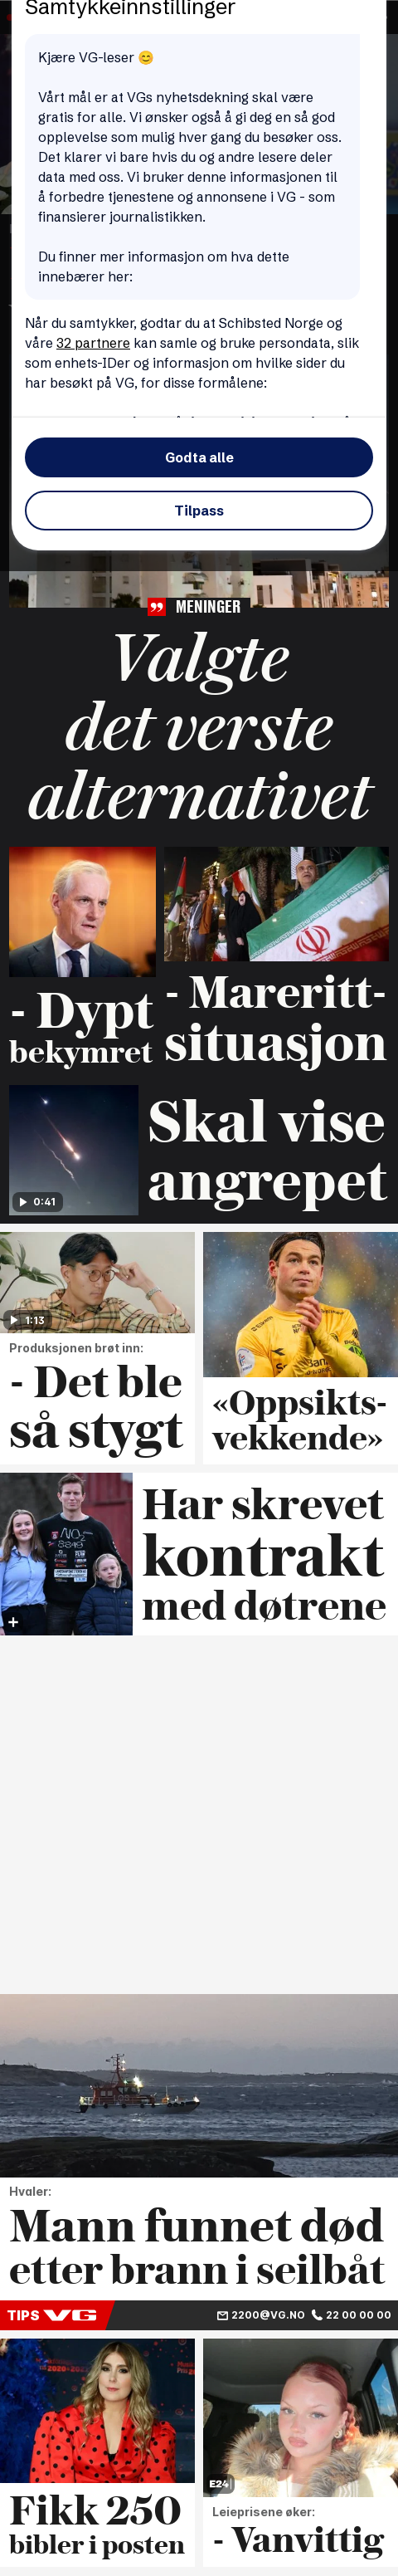 Samtykkeinnstillinger
Kjære VG-leser 😊
Vårt mål er at VGs nyhetsdekning skal være
gratis for alle. Vi ønsker også å gi deg en så god
opplevelse som mulig hver gang du besøker oss.
Det klarer vi bare hvis du og andre lesere deler
data med oss. Vi bruker denne informasjonen til
å forbedre tjenestene og annonsene i VG - som
finansierer journalistikken.
Du finner mer informasjon om hva dette
innebærer her:
Når du samtykker, godtar du at Schibsted Norge og
våre 32 partnere kan samle og bruke persondata, slik
som enhets-IDer og informasjon om hvilke sider du
har besøkt på VG, for disse formålene:
Godta alle
Tilpass
MENINGER
Valgte
det verste
alternativet
- Dypt
bekymret
- Mareritt-
situasjon
0:41
Skal vise
angrepet
1:13
Produksjonen brøt inn:
- Det ble
så stygt
«Oppsikts-
vekkende»
Har skrevet
kontrakt
med døtrene
Hvaler:
Mann funnet død
etter brann i seilbåt
TIPS VG
2200@VG.NO 22 00 00 00
Fikk 250
bibler i posten
E24
Leieprisene øker:
- Vanvittig